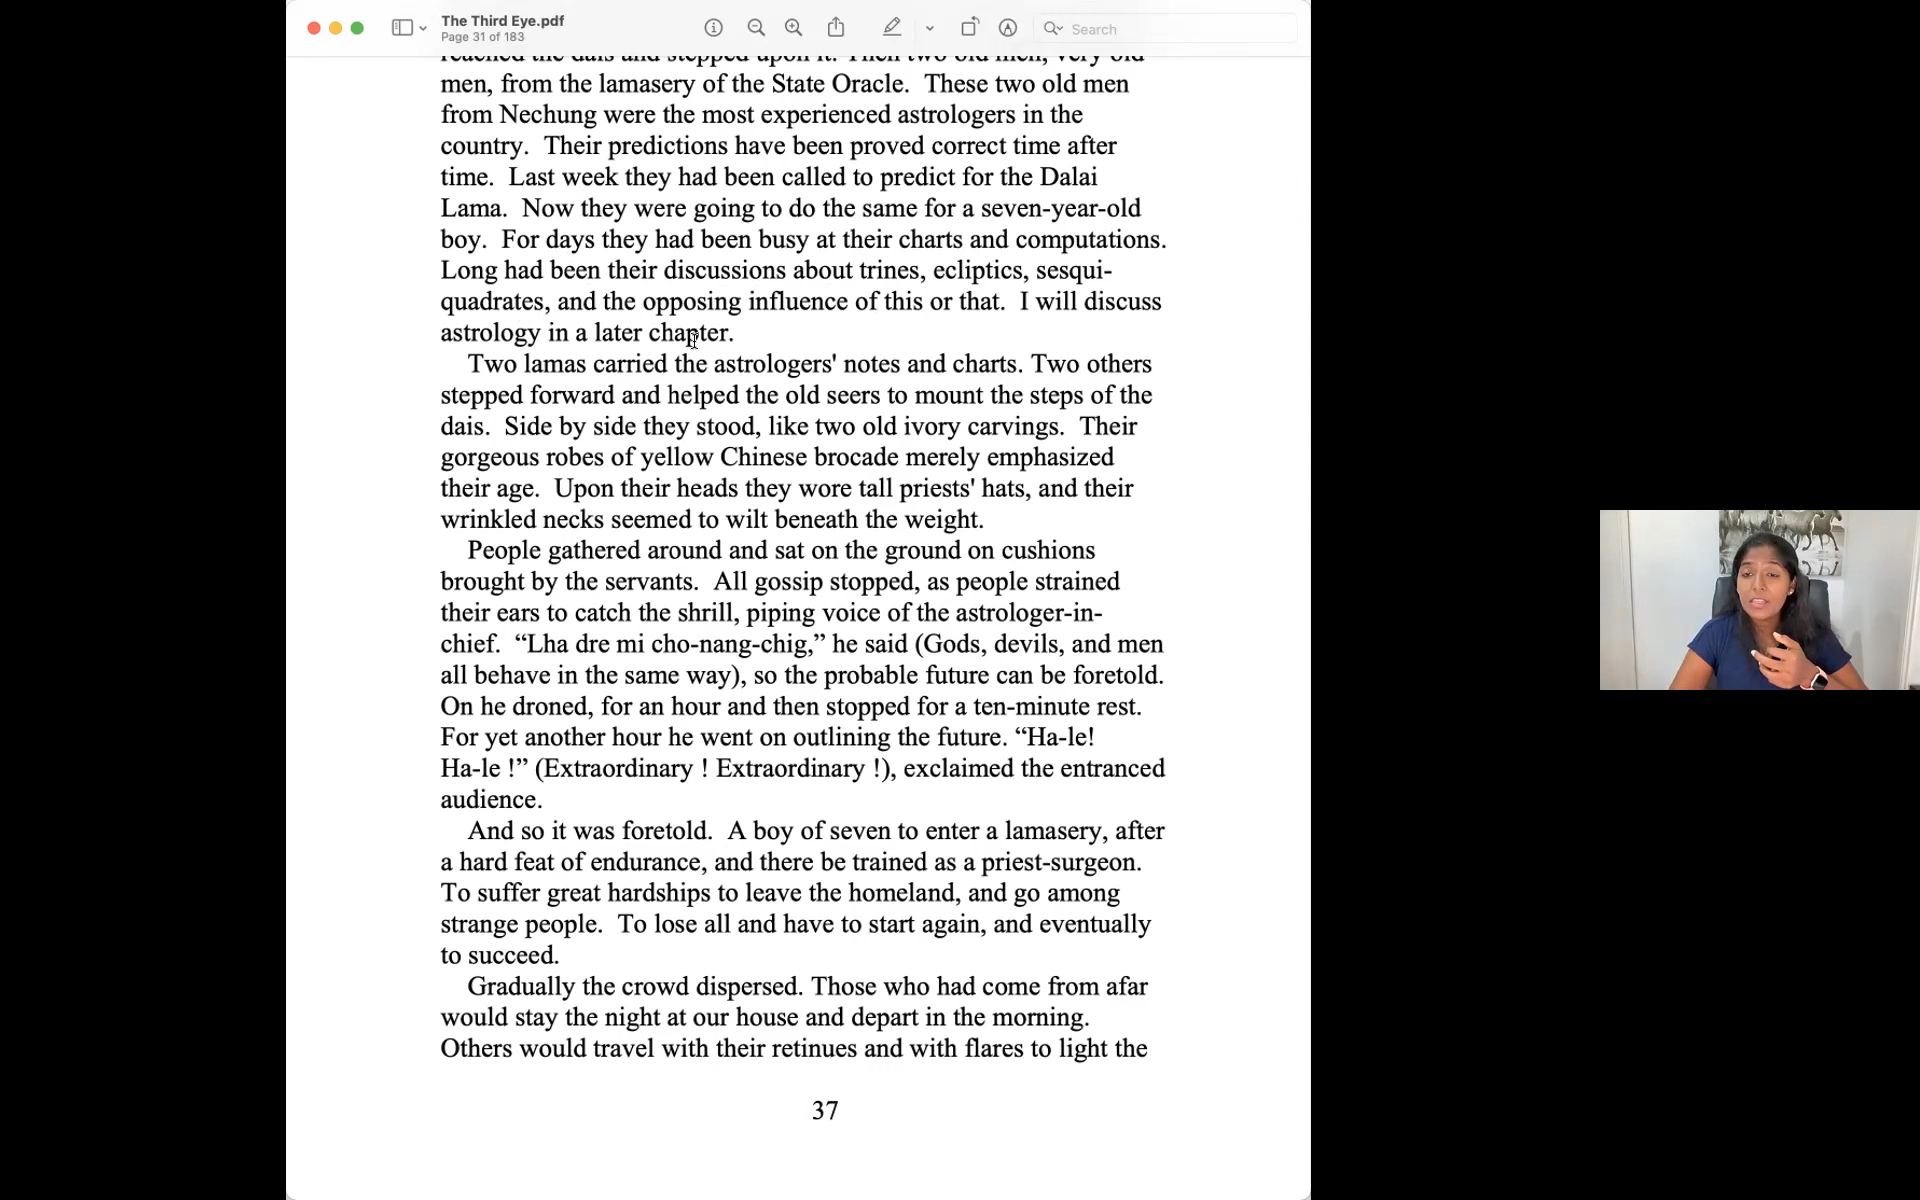 The Third Eye.pdf
Page 31 of 183
Search
reached the dais and stepped upon it. Then two old men, very old
men, from the lamasery of the State Oracle.  These two old men
from Nechung were the most experienced astrologers in the
country.  Their predictions have been proved correct time after
time.  Last week they had been called to predict for the Dalai
Lama.  Now they were going to do the same for a seven-year-old
boy.  For days they had been busy at their charts and computations.
Long had been their discussions about trines, ecliptics, sesqui-
quadrates, and the opposing influence of this or that.  I will discuss
astrology in a later chapter.
Two lamas carried the astrologers' notes and charts. Two others
stepped forward and helped the old seers to mount the steps of the
dais.  Side by side they stood, like two old ivory carvings.  Their
gorgeous robes of yellow Chinese brocade merely emphasized
their age.  Upon their heads they wore tall priests' hats, and their
wrinkled necks seemed to wilt beneath the weight.
People gathered around and sat on the ground on cushions
brought by the servants.  All gossip stopped, as people strained
their ears to catch the shrill, piping voice of the astrologer-in-
chief.  “Lha dre mi cho-nang-chig,” he said (Gods, devils, and men
all behave in the same way), so the probable future can be foretold.
On he droned, for an hour and then stopped for a ten-minute rest.
For yet another hour he went on outlining the future. “Ha-le!
Ha-le !” (Extraordinary ! Extraordinary !), exclaimed the entranced
audience.
And so it was foretold.  A boy of seven to enter a lamasery, after
a hard feat of endurance, and there be trained as a priest-surgeon.
To suffer great hardships to leave the homeland, and go among
strange people.  To lose all and have to start again, and eventually
to succeed.
Gradually the crowd dispersed. Those who had come from afar
would stay the night at our house and depart in the morning.
Others would travel with their retinues and with flares to light the
37